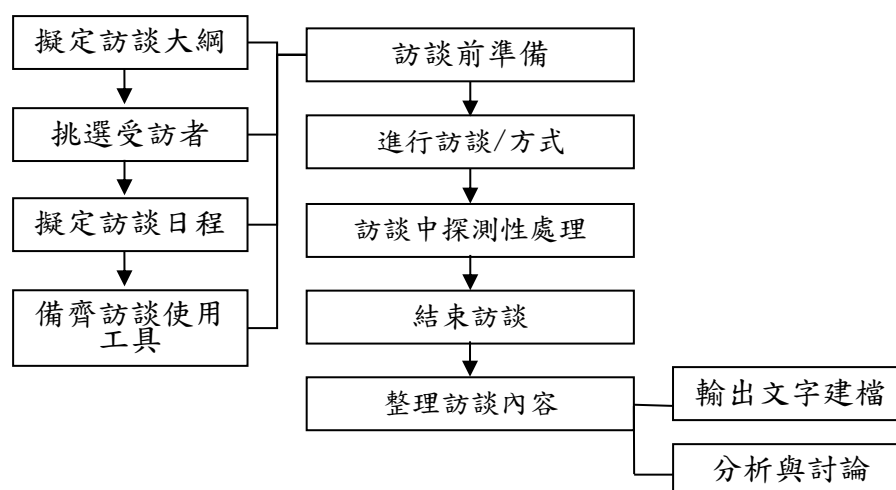 擬定訪談大綱
挑選受訪者
擬定訪談日程
備齊訪談使用
工具
訪談前準備
進行訪談/方式
訪談中探測性處理
結束訪談
整理訪談內容
輸出文字建檔
分析與討論